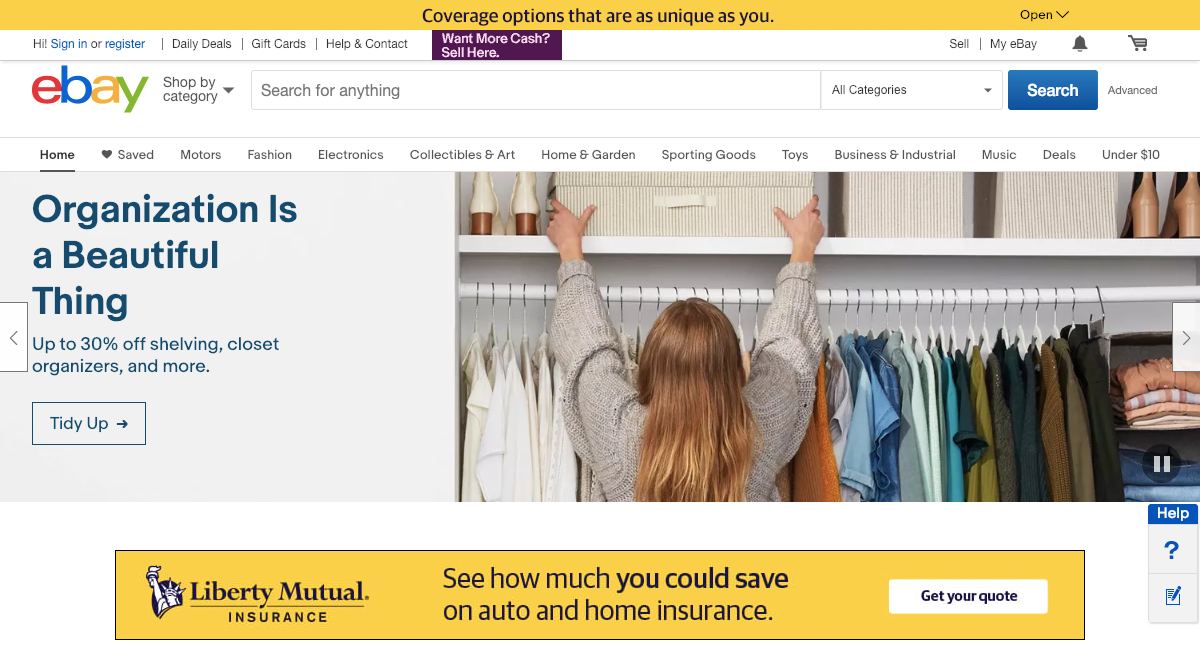 Coverage options that are as unique as you.
Open
Hi! Sign in or register
Daily Deals
Gift Cards
Help & Contact
Want More Cash?
Sell Here.
Sell
My eBay
ebay
Shop by
category
Search for anything
All Categories
Search
Advanced
Home
Saved
Motors
Fashion
Electronics
Collectibles & Art
Home & Garden
Sporting Goods
Toys
Business & Industrial
Music
Deals
Under $10
Organization Is
a Beautiful
Thing
Up to 30% off shelving, closet
organizers, and more.
Tidy Up →
Help
?
Liberty Mutual®
INSURANCE
See how much you could save
on auto and home insurance.
Get your quote